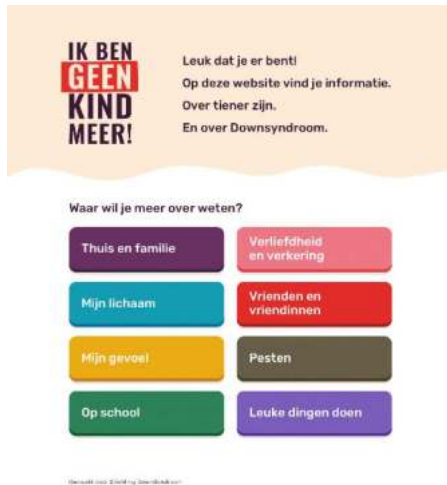 IK BEN
GEEN
KIND
MEER!
Leuk dat je er bent!
Op deze website vind je informatie.
Over tiener zijn.
En over Downsyndroom.
Waar wil je meer over weten?
Thuis en familie
Verliefdheid
en verkering
Mijn lichaam
Vrienden en
vriendinnen
Mijn gevoel
Pesten
Op school
Leuke dingen doen